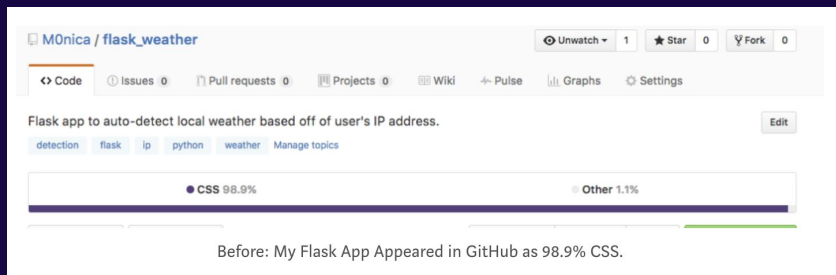 M0nica / flask_weather Unwatch 1 Star 0 Fork 0
Code Issues 0 Pull requests 0 Projects 0 Wiki Pulse Graphs Settings
Flask app to auto-detect local weather based off of user's IP address. Edit
detection flask ip python weather Manage topics
CSS 98.9% Other 1.1%
Before: My Flask App Appeared in GitHub as 98.9% CSS.